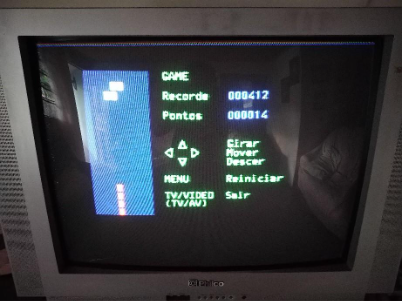 GAME
Recorde 000412
Pontos 000014
Girar
Mover
Descer
MENU Reiniciar
TV/VIDEO Sair
(TV/AV)